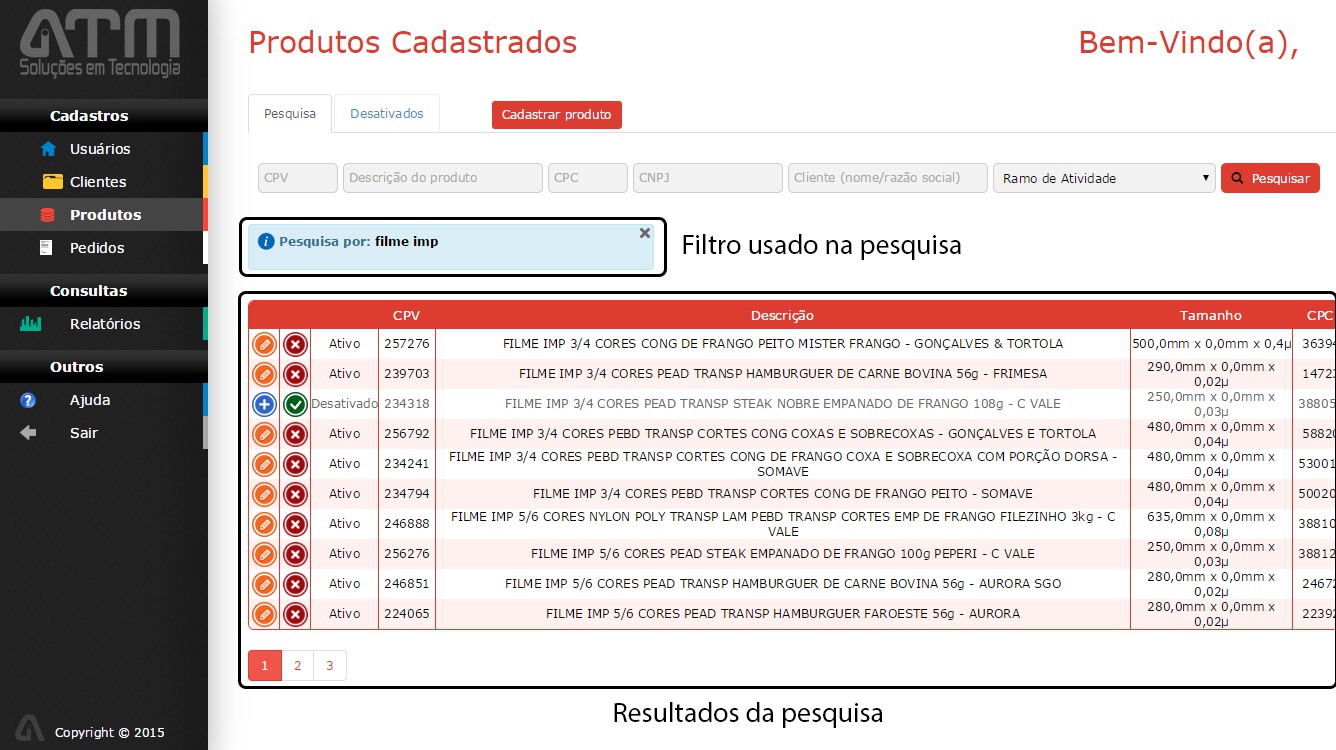 ATM
Soluções em Tecnologia
Cadastros
Usuários
Clientes
Produtos
Pedidos
Consultas
Relatórios
Outros
Ajuda
Sair
Copyright © 2015
Produtos Cadastrados
Bem-Vindo(a),
Pesquisa Desativados Cadastrar produto
CPV Descrição do produto CPC CNPJ Cliente (nome/razão social) Ramo de Atividade Pesquisar
Pesquisa por: filme imp
Filtro usado na pesquisa
CPV Descrição Tamanho CPC
Ativo 257276 FILME IMP 3/4 CORES CONG DE FRANGO PEITO MISTER FRANGO - GONÇALVES & TORTOLA 500,0mm x 0,0mm x 0,4µ 36394
Ativo 239703 FILME IMP 3/4 CORES PEAD TRANSP HAMBURGUER DE CARNE BOVINA 56g - FRIMESA 290,0mm x 0,0mm x 0,02µ 1472
Desativado 234318 FILME IMP 3/4 CORES PEAD TRANSP STEAK NOBRE EMPANADO DE FRANGO 108g - C VALE 250,0mm x 0,0mm x 0,03µ 38805
Ativo 256792 FILME IMP 3/4 CORES PEBD TRANSP CORTES CONG COXAS E SOBRECOXAS - GONÇALVES E TORTOLA 480,0mm x 0,0mm x 0,04µ 58820
Ativo 234241 FILME IMP 3/4 CORES PEBD TRANSP CORTES CONG DE FRANGO COXA E SOBRECOXA COM PORÇÃO DORSA - SOMAVE 480,0mm x 0,0mm x 0,04µ 53001
Ativo 234794 FILME IMP 3/4 CORES PEBD TRANSP CORTES CONG DE FRANGO PEITO - SOMAVE 480,0mm x 0,0mm x 0,04µ 50020
Ativo 246888 FILME IMP 5/6 CORES NYLON POLY TRANSP LAM PEBD TRANSP CORTES EMP DE FRANGO FILEZINHO 3kg - C VALE 635,0mm x 0,0mm x 0,08µ 38810
Ativo 256276 FILME IMP 5/6 CORES PEAD STEAK EMPANADO DE FRANGO 100g PEPERI - C VALE 250,0mm x 0,0mm x 0,03µ 38812
Ativo 246851 FILME IMP 5/6 CORES PEAD TRANSP HAMBURGUER DE CARNE BOVINA 56g - AURORA SGO 280,0mm x 0,0mm x 0,02µ 24672
Ativo 224065 FILME IMP 5/6 CORES PEAD TRANSP HAMBURGUER FAROESTE 56g - AURORA 280,0mm x 0,0mm x 0,02µ 22392
1 2 3
Resultados da pesquisa